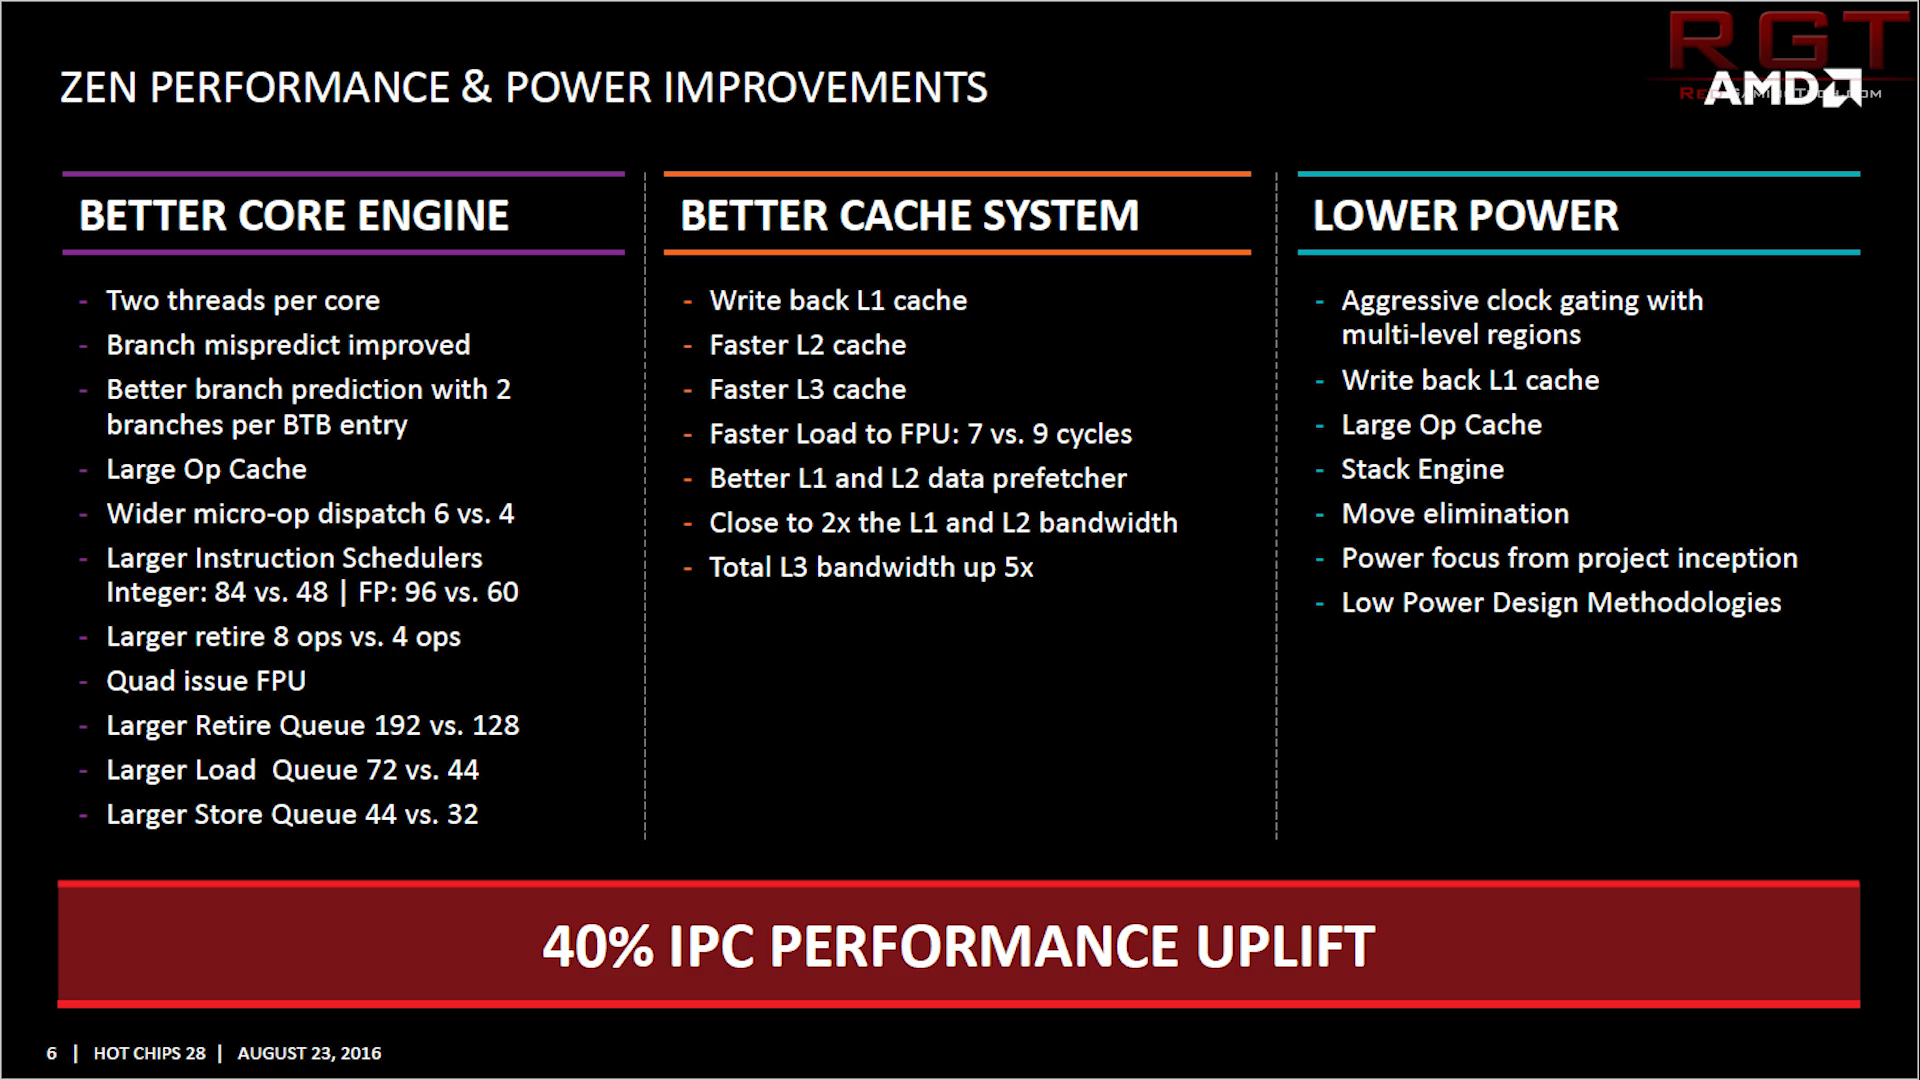 RGT
ZEN PERFORMANCE & POWER IMPROVEMENTS
AMD
BETTER CORE ENGINE
- Two threads per core
- Branch mispredict improved
- Better branch prediction with 2
branches per BTB entry
- Large Op Cache
- Wider micro-op dispatch 6 vs. 4
- Larger Instruction Schedulers
Integer: 84 vs. 48 | FP: 96 vs. 60
- Larger retire 8 ops vs. 4 ops
- Quad issue FPU
- Larger Retire Queue 192 vs. 128
- Larger Load  Queue 72 vs. 44
- Larger Store Queue 44 vs. 32
BETTER CACHE SYSTEM
- Write back L1 cache
- Faster L2 cache
- Faster L3 cache
- Faster Load to FPU: 7 vs. 9 cycles
- Better L1 and L2 data prefetcher
- Close to 2x the L1 and L2 bandwidth
- Total L3 bandwidth up 5x
LOWER POWER
- Aggressive clock gating with
multi-level regions
- Write back L1 cache
- Large Op Cache
- Stack Engine
- Move elimination
- Power focus from project inception
- Low Power Design Methodologies
40% IPC PERFORMANCE UPLIFT
6 | HOT CHIPS 28 | AUGUST 23, 2016